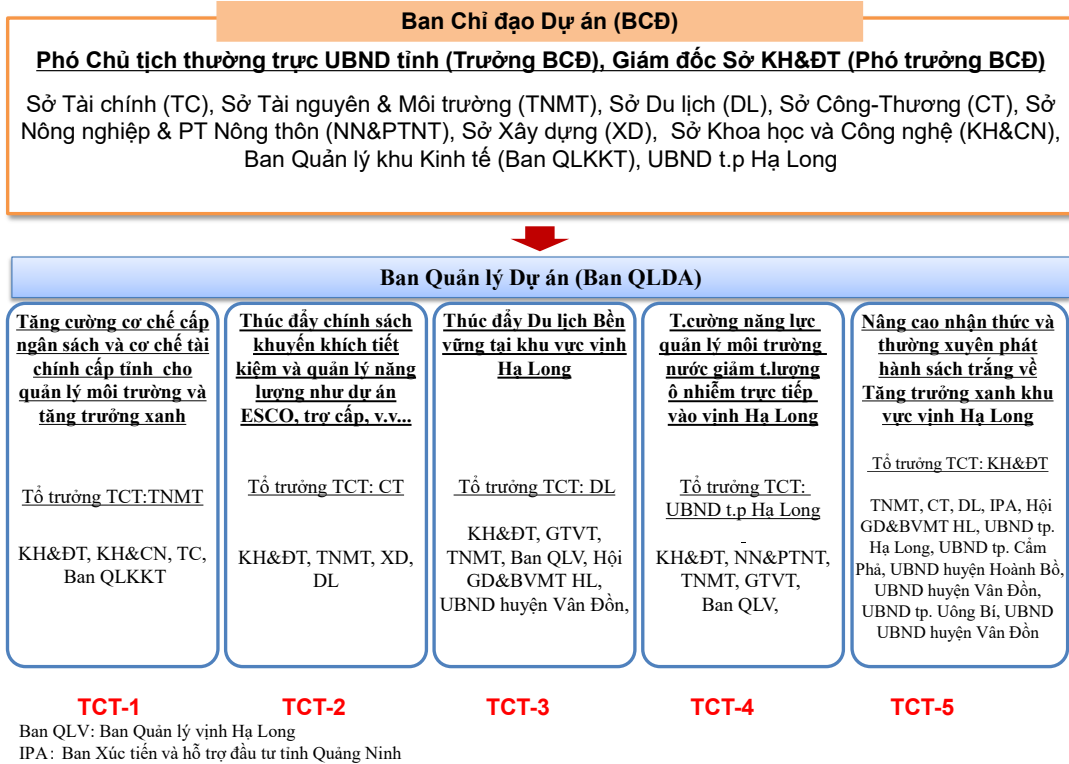 Ban Chỉ đạo Dự án (BCĐ)
Phó Chủ tịch thường trực UBND tỉnh (Trưởng BCĐ), Giám đốc Sở KH&ĐT (Phó trưởng BCĐ)
Sở Tài chính (TC), Sở Tài nguyên & Môi trường (TNMT), Sở Du lịch (DL), Sở Công-Thương (CT), Sở
Nông nghiệp & PT Nông thôn (NN&PTNT), Sở Xây dựng (XD), Sở Khoa học và Công nghệ (KH&CN),
Ban Quản lý khu Kinh tế (Ban QLKKT), UBND t.p Hạ Long
Ban Quản lý Dự án (Ban QLDA)
Tăng cường cơ chế cấp
ngân sách và cơ chế tài
chính cấp tỉnh cho
quản lý môi trường và
tăng trưởng xanh
Tổ trưởng TCT:TNMT
KH&ĐT, KH&CN, TC,
Ban QLKKT
Thúc đẩy chính sách
khuyến khích tiết
kiệm và quản lý năng
lượng như dự án
ESCO, trợ cấp, v.v...
Tổ trưởng TCT: CT
KH&ĐT, TNMT, XD,
DL
Thúc đẩy Du lịch Bền
vững tại khu vực vịnh
Hạ Long
Tổ trưởng TCT: DL
KH&ĐT, GTVT,
TNMT, Ban QLV, Hội
GD&BVMT HL,
UBND huyện Vân Đồn,
T.cường năng lực
quản lý môi trường
nước giảm t.lượng
ô nhiễm trực tiếp
vào vịnh Hạ Long
Tổ trưởng TCT:
UBND t.p Hạ Long
KH&ĐT, NN&PTNT,
TNMT, GTVT,
Ban QLV,
Nâng cao nhận thức và
thường xuyên phát
hành sách trắng về
Tăng trưởng xanh khu
vực vịnh Hạ Long
Tổ trưởng TCT: KH&ĐT
TNMT, CT, DL, IPA, Hội
GD&BVMT HL, UBND tp.
Hạ Long, UBND tp. Cẩm
Phả, UBND huyện Hoành Bồ,
UBND huyện Vân Đồn,
UBND tp. Uông Bí, UBND
UBND huyện Vân Đồn
TCT-1
TCT-2
TCT-3
TCT-4
TCT-5
Ban QLV: Ban Quản lý vịnh Hạ Long
IPA: Ban Xúc tiến và hỗ trợ đầu tư tỉnh Quảng Ninh